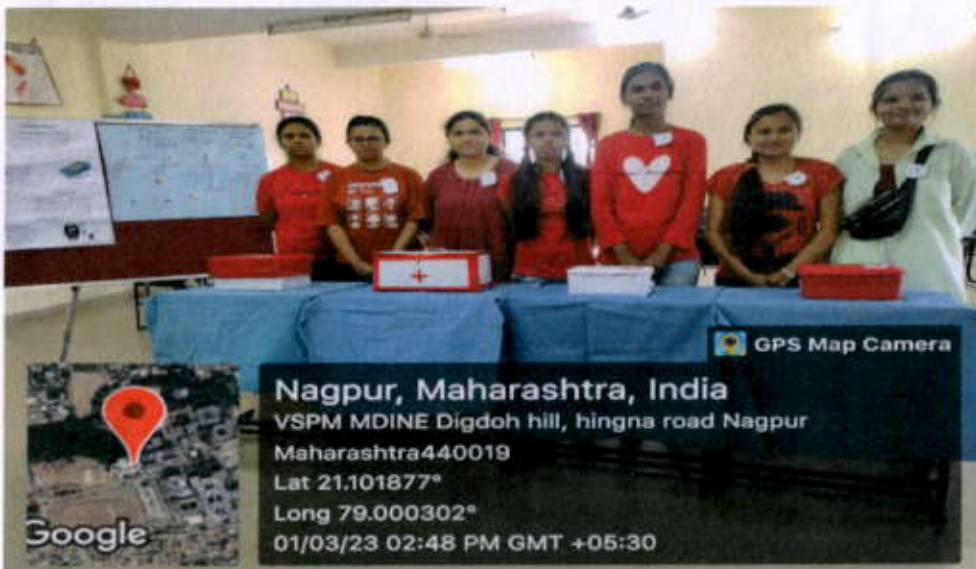 GPS Map Camera
Nagpur, Maharashtra, India
VSPM MDINE Digdoh hill, hingna road Nagpur
Maharashtra440019
Lat 21.101877°
Long 79.000302°
01/03/23 02:48 PM GMT +05:30
Google